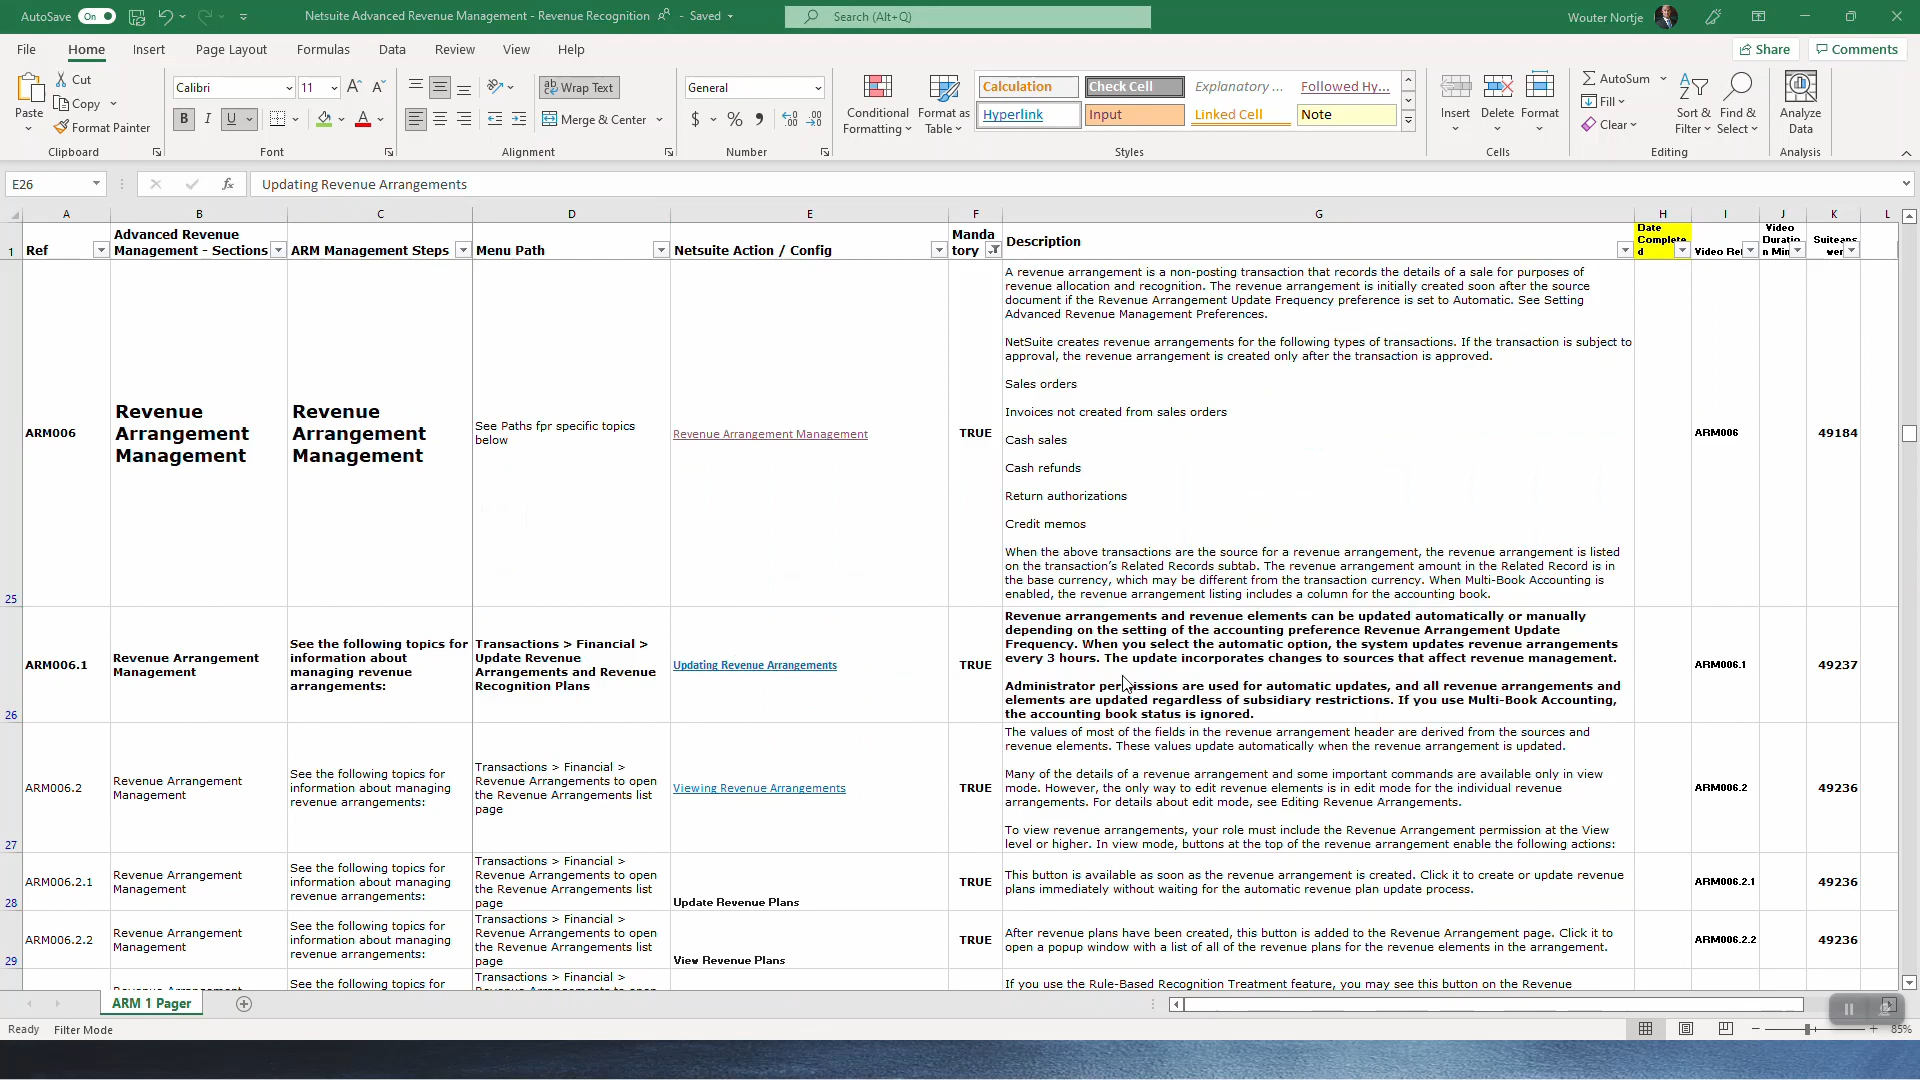 AutoSave On Netsuite Advanced Revenue Management - Revenue Recognition - Saved Search (Alt+Q) Wouter Nortje
File Home Insert Page Layout Formulas Data Review View Help Share Comments
Cut
Copy
Format Painter
Paste
Clipboard
Calibri 11
B I U
Font
Wrap Text
Merge & Center
Alignment
General
$ % 9
Number
Conditional
Formatting
Format as
Table
Calculation Check Cell Explanatory ... Followed Hy...
Hyperlink Input Linked Cell Note
Styles
Insert Delete Format
Cells
AutoSum
Fill
Clear
Sort &
Filter
Find &
Select
Editing
Analyze
Data
Analysis
E26 fx Updating Revenue Arrangements
A B C D E F G H I J K L
1
Ref
Advanced Revenue
Management - Sections
ARM Management Steps
Menu Path
Netsuite Action / Config
Manda
tory
Description
Date
Complete
d
Video Re
Video
Duratio
n Min
Suiteans
wer
25
ARM006
Revenue
Arrangement
Management
Revenue
Arrangement
Management
See Paths fpr specific topics
below
Revenue Arrangement Management
TRUE
A revenue arrangement is a non-posting transaction that records the details of a sale for purposes of
revenue allocation and recognition. The revenue arrangement is initially created soon after the source
document if the Revenue Arrangement Update Frequency preference is set to Automatic. See Setting
Advanced Revenue Management Preferences.
NetSuite creates revenue arrangements for the following types of transactions. If the transaction is subject to
approval, the revenue arrangement is created only after the transaction is approved.
Sales orders
Invoices not created from sales orders
Cash sales
Cash refunds
Return authorizations
Credit memos
When the above transactions are the source for a revenue arrangement, the revenue arrangement is listed
on the transaction's Related Records subtab. The revenue arrangement amount in the Related Record is in
the base currency, which may be different from the transaction currency. When Multi-Book Accounting is
enabled, the revenue arrangement listing includes a column for the accounting book.
ARM006
49184
26
ARM006.1
Revenue Arrangement
Management
See the following topics for
information about
managing revenue
arrangements:
Transactions > Financial >
Update Revenue
Arrangements and Revenue
Recognition Plans
Updating Revenue Arrangements
TRUE
Revenue arrangements and revenue elements can be updated automatically or manually
depending on the setting of the accounting preference Revenue Arrangement Update
Frequency. When you select the automatic option, the system updates revenue arrangements
every 3 hours. The update incorporates changes to sources that affect revenue management.
Administrator permissions are used for automatic updates, and all revenue arrangements and
elements are updated regardless of subsidiary restrictions. If you use Multi-Book Accounting,
the accounting book status is ignored.
ARM006.1
49237
27
ARM006.2
Revenue Arrangement
Management
See the following topics for
information about managing
revenue arrangements:
Transactions > Financial >
Revenue Arrangements to open
the Revenue Arrangements list
page
Viewing Revenue Arrangements
TRUE
The values of most of the fields in the revenue arrangement header are derived from the sources and
revenue elements. These values update automatically when the revenue arrangement is updated.
Many of the details of a revenue arrangement and some important commands are available only in view
mode. However, the only way to edit revenue elements is in edit mode for the individual revenue
arrangements. For details about edit mode, see Editing Revenue Arrangements.
To view revenue arrangements, your role must include the Revenue Arrangement permission at the View
level or higher. In view mode, buttons at the top of the revenue arrangement enable the following actions:
ARM006.2
49236
28
ARM006.2.1
Revenue Arrangement
Management
See the following topics for
information about managing
revenue arrangements:
Transactions > Financial >
Revenue Arrangements to open
the Revenue Arrangements list
page
Update Revenue Plans
TRUE
This button is available as soon as the revenue arrangement is created. Click it to create or update revenue
plans immediately without waiting for the automatic revenue plan update process.
ARM006.2.1
49236
29
ARM006.2.2
Revenue Arrangement
Management
See the following topics for
information about managing
revenue arrangements:
Transactions > Financial >
Revenue Arrangements to open
the Revenue Arrangements list
page
View Revenue Plans
TRUE
After revenue plans have been created, this button is added to the Revenue Arrangement page. Click it to
open a popup window with a list of all of the revenue plans for the revenue elements in the arrangement.
ARM006.2.2
49236
See the following topics for
Transactions > Financial >
If you use the Rule-Based Recognition Treatment feature, you may see this button on the Revenue
ARM 1 Pager
Ready Filter Mode 85%